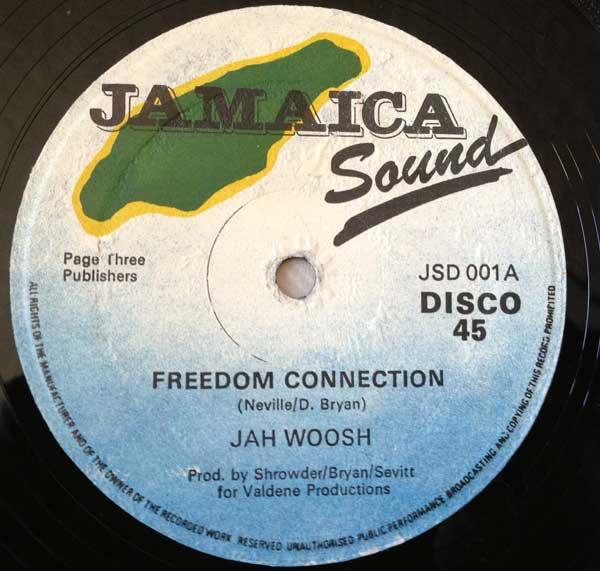 JAMAICA
Sound
Page Three
Publishers
JSD 001A
DISCO
45
FREEDOM CONNECTION
(Neville/D. Bryan)
JAH WOOSH
Prod. by Shrowder/Bryan/Sevitt
for Valdene Productions
ALL RIGHTS OF THE MANUFACTURER AND OF THE OWNER OF THE RECORDED WORK RESERVED UNAUTHORISED PUBLIC PERFORMANCE BROADCASTING AND COPYING OF THIS RECORD PROHIBITED